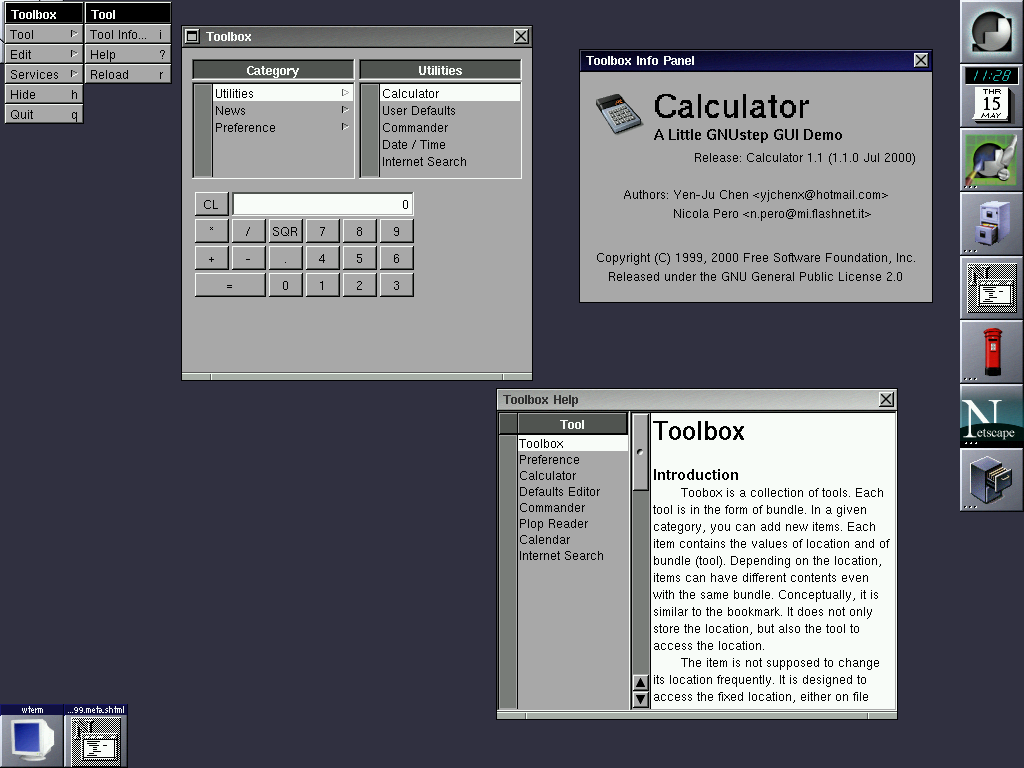 Toolbox
Tool
Edit
Services
Hide h
Quit q
Tool
Tool Info... i
Help ?
Reload r
Toolbox
Category
Utilities
News
Preference
Utilities
Calculator
User Defaults
Commander
Date / Time
Internet Search
CL 0
* / SQR 7 8 9
+ - . 4 5 6
= 0 1 2 3
Toolbox Info Panel
Calculator
A Little GNUstep GUI Demo
Release: Calculator 1.1 (1.1.0 Jul 2000)
Authors: Yen-Ju Chen <yjchenx@hotmail.com>
Nicola Pero <n.pero@mi.flashnet.it>
Copyright (C) 1999, 2000 Free Software Foundation, Inc.
Released under the GNU General Public License 2.0
11:28
THR
15
MAY
N
Netscape
Toolbox Help
Tool
Toolbox
Preference
Calculator
Defaults Editor
Commander
Plop Reader
Calendar
Internet Search
Toolbox
Introduction
Toobox is a collection of tools. Each
tool is in the form of bundle. In a given
category, you can add new items. Each
item contains the values of location and of
bundle (tool). Depending on the location,
items can have different contents even
with the same bundle. Conceptually, it is
similar to the bookmark. It does not only
store the location, but also the tool to
access the location.
The item is not supposed to change
its location frequently. It is designed to
access the fixed location, either on file
wterm
...99.meta.shtml
N